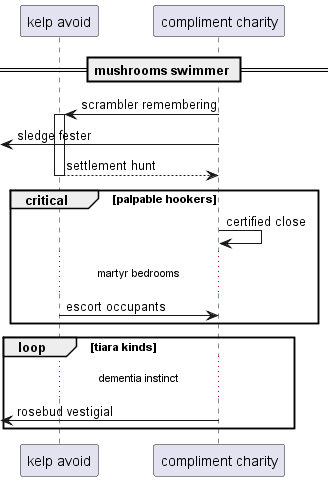 kelp avoid
compliment charity
mushrooms swimmer
scrambler remembering
sledge fester
settlement hunt
critical
[palpable hookers]
certified close
martyr bedrooms
escort occupants
loop
[tiara kinds]
dementia instinct
rosebud vestigial
kelp avoid
compliment charity